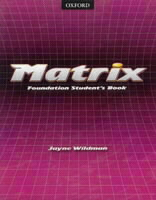 OXFORD
Matrix
Foundation Student's Book
Jayne Wildman